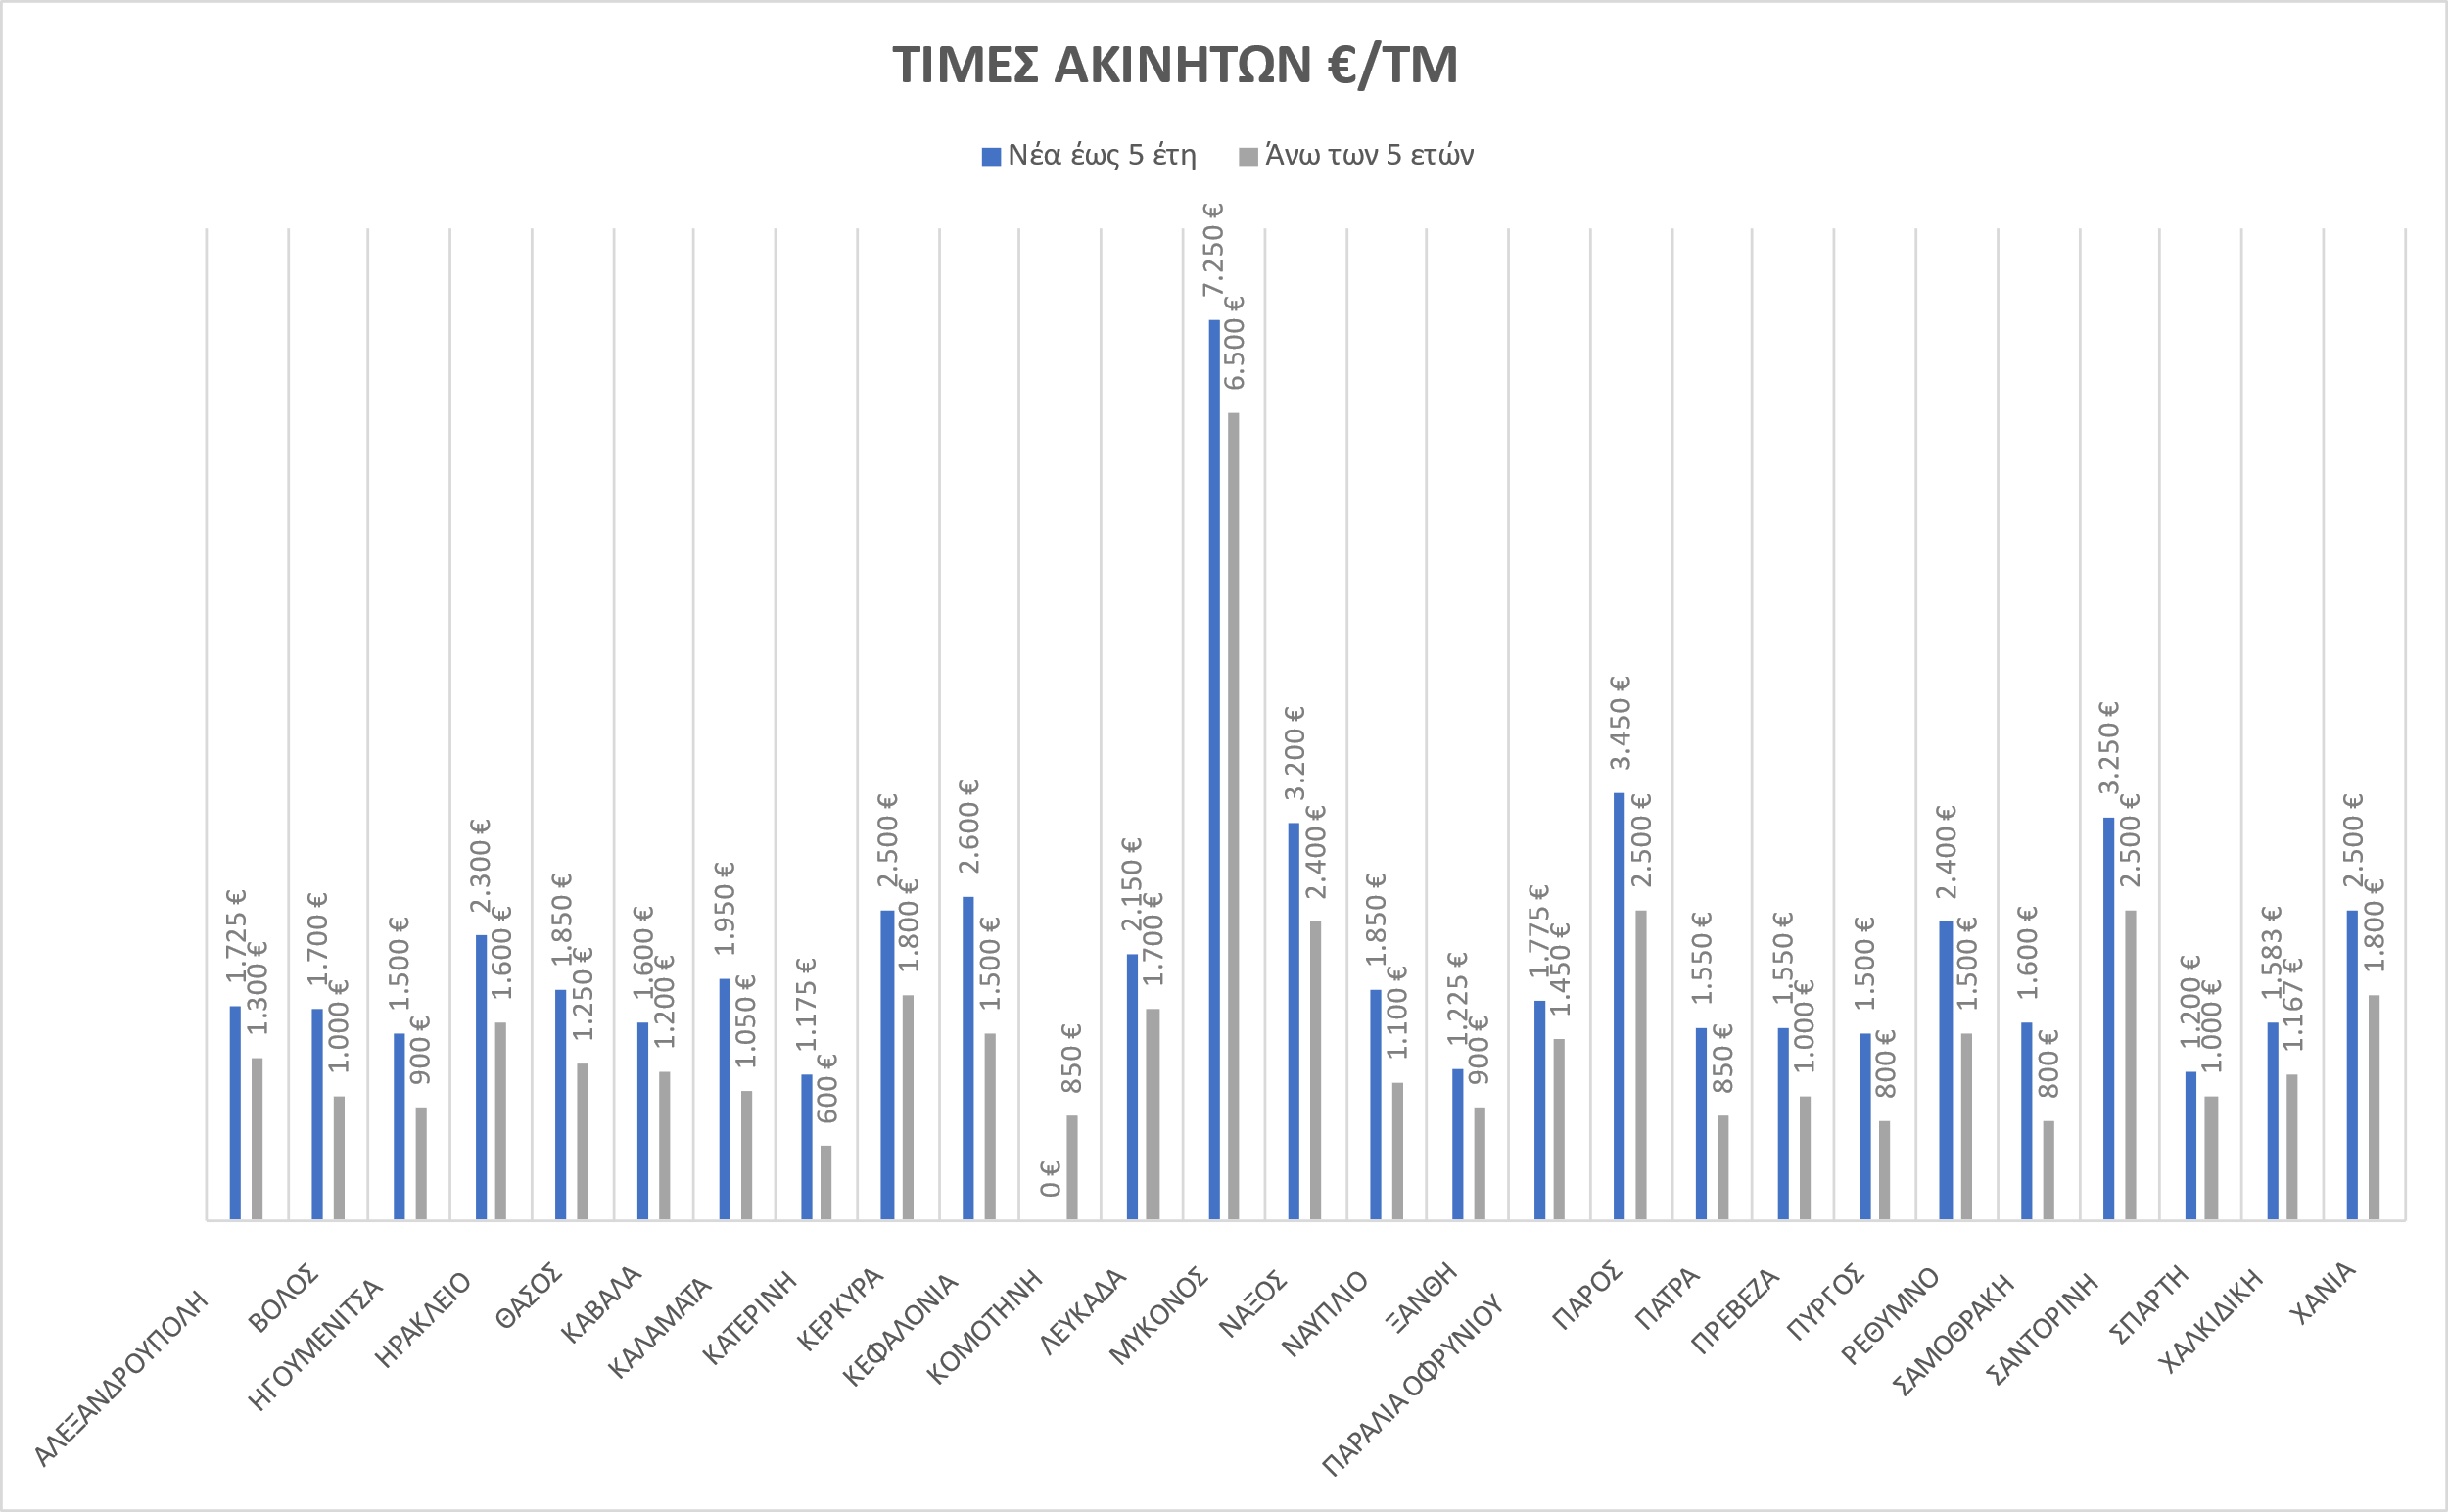 ΤΙΜΕΣ ΑΚΙΝΗΤΩΝ €/ΤΜ
Νέα έως 5 έτη
Άνω των 5 ετών
1.725 €
1.300 €
1.700 €
1.000 €
1.500 €
900 €
2.300 €
1.600 €
1.850 €
1.250 €
1.600 €
1.200 €
1.950 €
1.050 €
1.175 €
600 €
2.500 €
1.800 €
2.600 €
1.500 €
0 €
850 €
2.150 €
1.700 €
7.250 €
6.500 €
3.200 €
2.400 €
1.850 €
1.100 €
1.225 €
900 €
1.775 €
1.450 €
3.450 €
2.500 €
1.550 €
850 €
1.550 €
1.000 €
1.500 €
800 €
2.400 €
1.500 €
1.600 €
800 €
3.250 €
2.500 €
1.200 €
1.000 €
1.583 €
1.167 €
2.500 €
1.800 €
ΑΛΕΞΑΝΔΡΟΥΠΟΛΗ
ΒΟΛΟΣ
ΗΓΟΥΜΕΝΙΤΣΑ
ΗΡΑΚΛΕΙΟ
ΘΑΣΟΣ
ΚΑΒΑΛΑ
ΚΑΛΑΜΑΤΑ
ΚΑΤΕΡΙΝΗ
ΚΕΡΚΥΡΑ
ΚΕΦΑΛΟΝΙΑ
ΚΟΜΟΤΗΝΗ
ΛΕΥΚΑΔΑ
ΜΥΚΟΝΟΣ
ΝΑΞΟΣ
ΝΑΥΠΛΙΟ
ΞΑΝΘΗ
ΠΑΡΑΛΙΑ ΟΦΡΥΝΙΟΥ
ΠΑΡΟΣ
ΠΑΤΡΑ
ΠΡΕΒΕΖΑ
ΠΥΡΓΟΣ
ΡΕΘΥΜΝΟ
ΣΑΜΟΘΡΑΚΗ
ΣΑΝΤΟΡΙΝΗ
ΣΠΑΡΤΗ
ΧΑΛΚΙΔΙΚΗ
ΧΑΝΙΑ